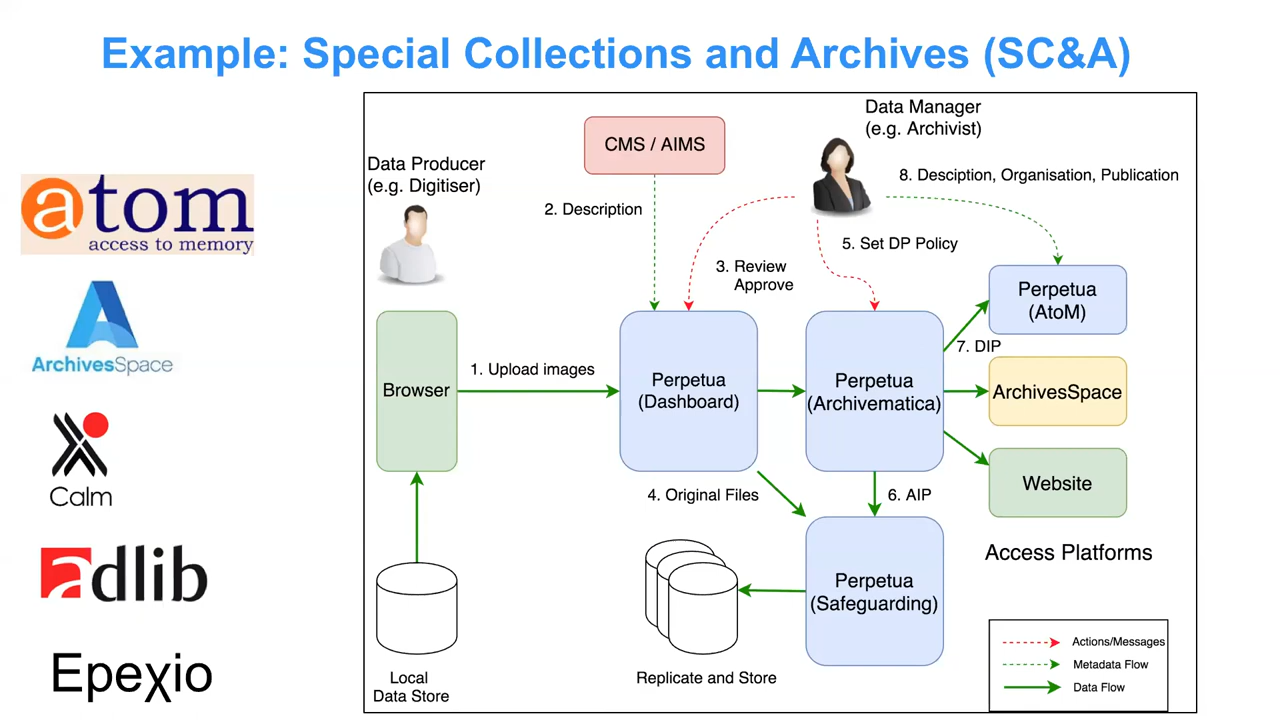 Example: Special Collections and Archives (SC&A)
atom
access to memory
ArchivesSpace
Calm
adlib
Epeχio
Data Producer
(e.g. Digitiser)
CMS / AIMS
Data Manager
(e.g. Archivist)
8. Desciption, Organisation, Publication
2. Description
5. Set DP Policy
3. Review
Approve
Perpetua
(AtoM)
7. DIP
Browser
1. Upload images
Perpetua
(Dashboard)
Perpetua
(Archivematica)
ArchivesSpace
Website
4. Original Files
6. AIP
Access Platforms
Perpetua
(Safeguarding)
Local
Data Store
Replicate and Store
Actions/Messages
Metadata Flow
Data Flow